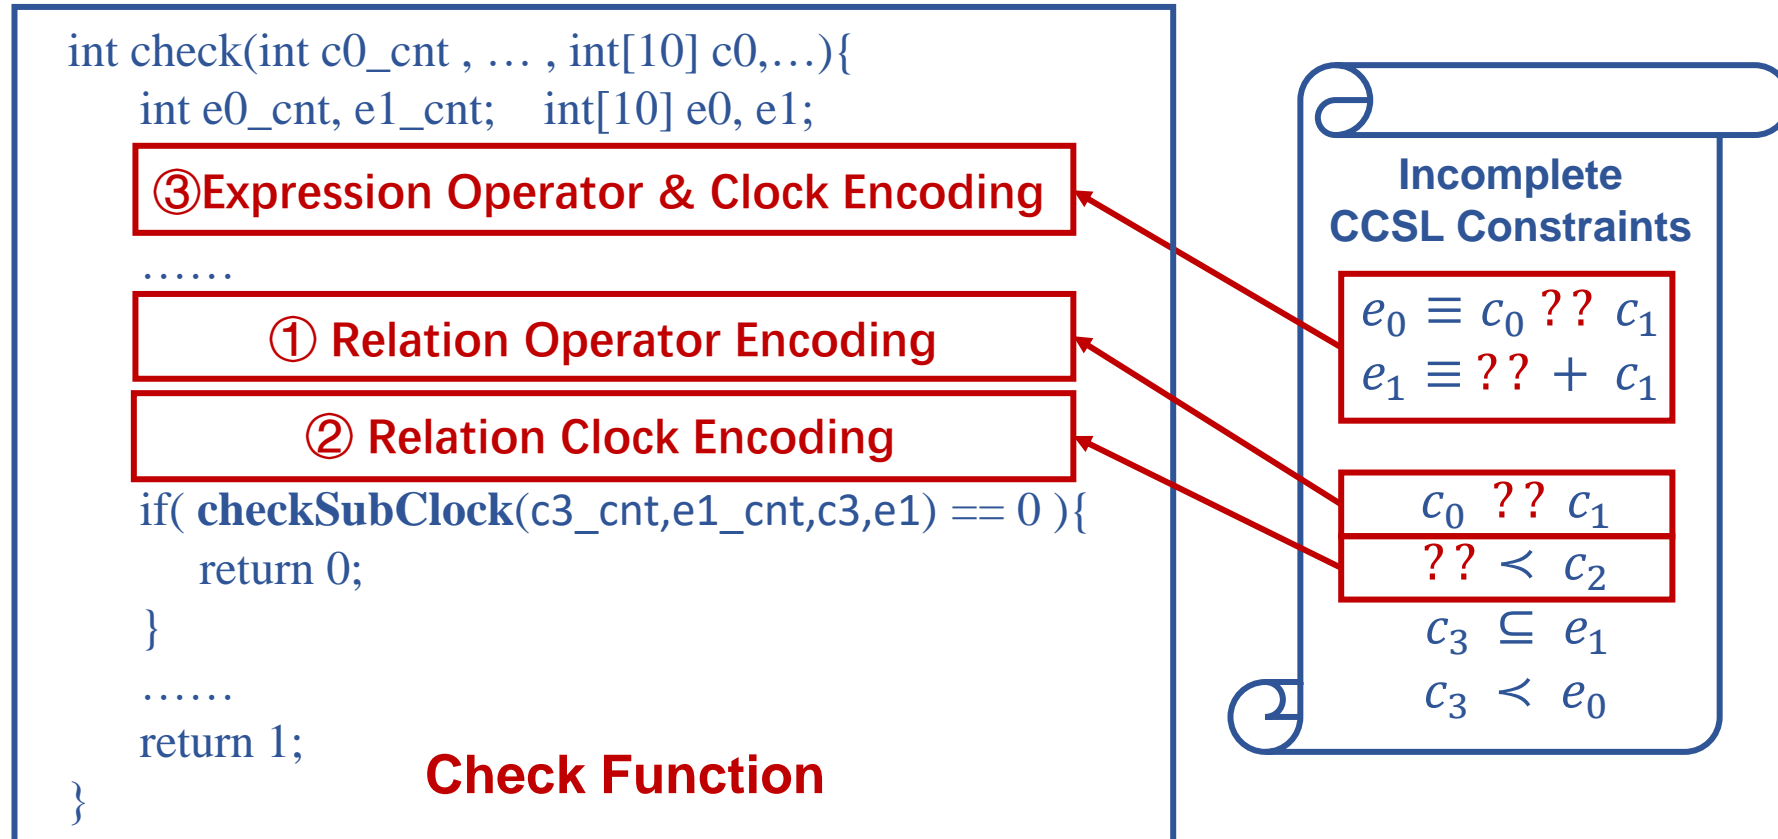 int check(int c0_cnt , … , int[10] c0,…){
int e0_cnt, e1_cnt; int[10] e0, e1;
③Expression Operator & Clock Encoding
……
① Relation Operator Encoding
② Relation Clock Encoding
if( checkSubClock(c3_cnt,e1_cnt,c3,e1) == 0 ){
return 0;
}
……
return 1;
}
Check Function
Incomplete
CCSL Constraints
e₀ ≡ c₀ ?? c₁
e₁ ≡ ?? + c₁
c₀ ?? c₁
?? ≺ c₂
c₃ ⊆ e₁
c₃ ≺ e₀